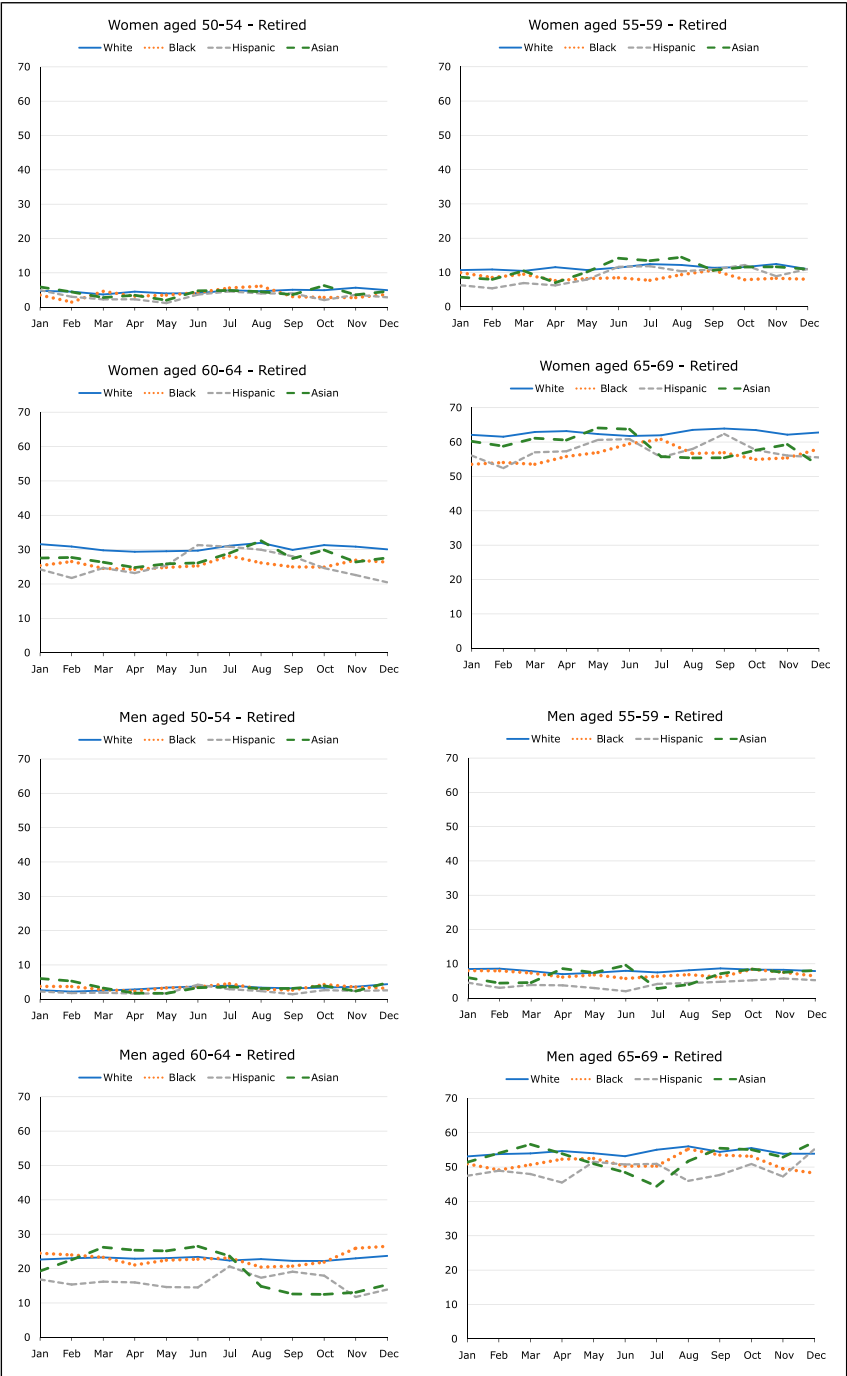 Women aged 50-54 - Retired
White Black Hispanic Asian
70
60
50
40
30
20
10
0
Jan Feb Mar Apr May Jun Jul Aug Sep Oct Nov Dec
Women aged 55-59 - Retired
White Black Hispanic Asian
70
60
50
40
30
20
10
0
Jan Feb Mar Apr May Jun Jul Aug Sep Oct Nov Dec
Women aged 60-64 - Retired
White Black Hispanic Asian
70
60
50
40
30
20
10
0
Jan Feb Mar Apr May Jun Jul Aug Sep Oct Nov Dec
Women aged 65-69 - Retired
White Black Hispanic Asian
70
60
50
40
30
20
10
0
Jan Feb Mar Apr May Jun Jul Aug Sep Oct Nov Dec
Men aged 50-54 - Retired
White Black Hispanic Asian
70
60
50
40
30
20
10
0
Jan Feb Mar Apr May Jun Jul Aug Sep Oct Nov Dec
Men aged 55-59 - Retired
White Black Hispanic Asian
70
60
50
40
30
20
10
0
Jan Feb Mar Apr May Jun Jul Aug Sep Oct Nov Dec
Men aged 60-64 - Retired
White Black Hispanic Asian
70
60
50
40
30
20
10
0
Jan Feb Mar Apr May Jun Jul Aug Sep Oct Nov Dec
Men aged 65-69 - Retired
White Black Hispanic Asian
70
60
50
40
30
20
10
0
Jan Feb Mar Apr May Jun Jul Aug Sep Oct Nov Dec